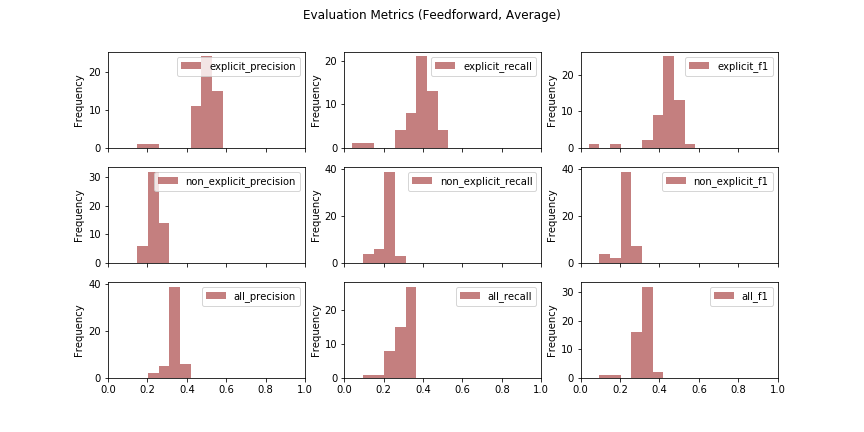 Evaluation Metrics (Feedforward, Average)
Frequency
20
10
0
explicit_precision
Frequency
20
10
0
explicit_recall
Frequency
20
10
0
explicit_f1
Frequency
30
20
10
0
non_explicit_precision
Frequency
40
20
0
non_explicit_recall
Frequency
40
20
0
non_explicit_f1
Frequency
40
20
0
all_precision
0.0 0.2 0.4 0.6 0.8 1.0
Frequency
20
10
0
all_recall
0.0 0.2 0.4 0.6 0.8 1.0
Frequency
30
20
10
0
all_f1
0.0 0.2 0.4 0.6 0.8 1.0